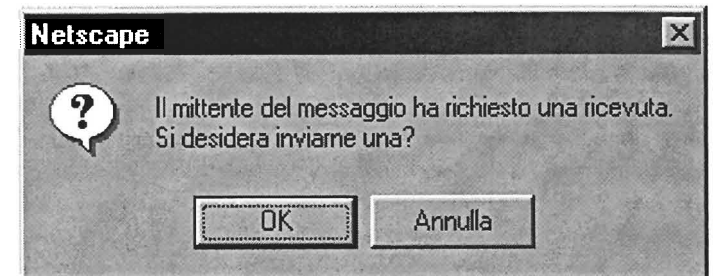 Netscape
Il mittente del messaggio ha richiesto una ricevuta.
Si desidera inviarne una?
OK
Annulla